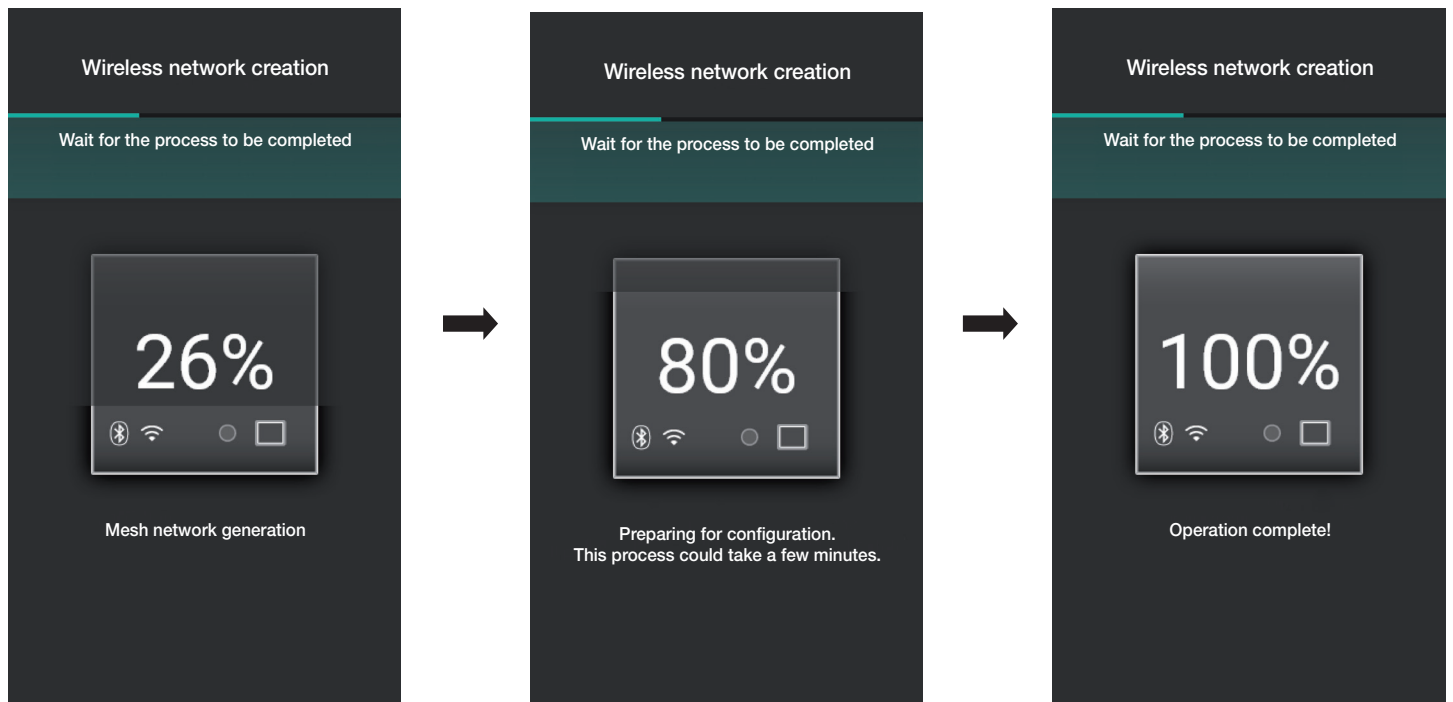 Wireless network creation
Wait for the process to be completed
26%
Mesh network generation
Wireless network creation
Wait for the process to be completed
80%
Preparing for configuration.
This process could take a few minutes.
Wireless network creation
Wait for the process to be completed
100%
Operation complete!